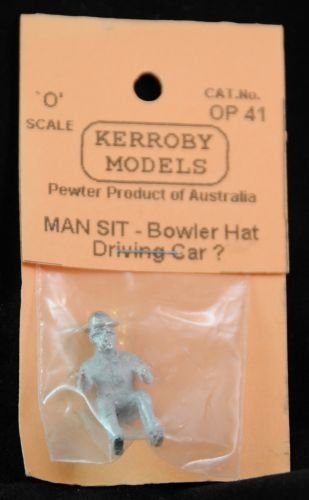 'O'
SCALE
CAT.No.
OP 41
KERROBY
MODELS
Pewter Product of Australia
MAN SIT - Bowler Hat
Driving Car ?